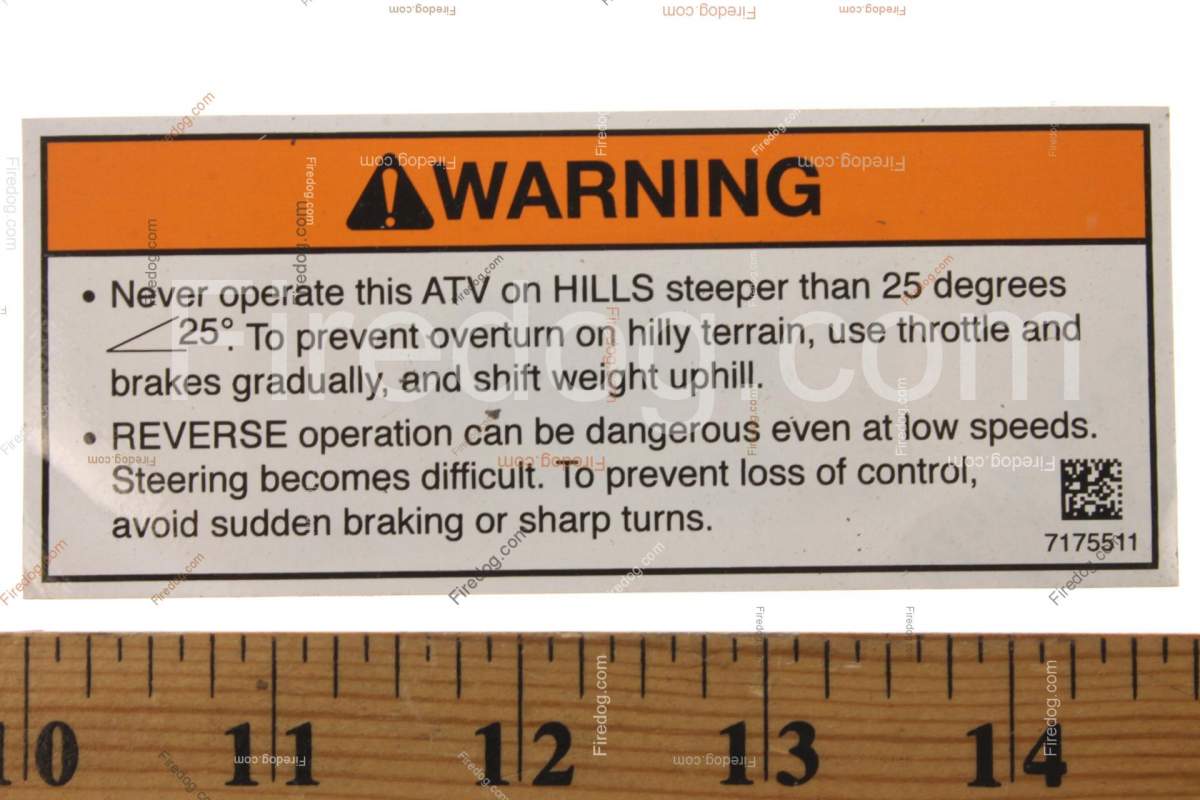 WARNING
• Never operate this ATV on HILLS steeper than 25 degrees
25°. To prevent overturn on hilly terrain, use throttle and
brakes gradually, and shift weight uphill.
• REVERSE operation can be dangerous even at low speeds.
Steering becomes difficult. To prevent loss of control,
avoid sudden braking or sharp turns.
7175511
Firedog.com
10 11 12 13 14